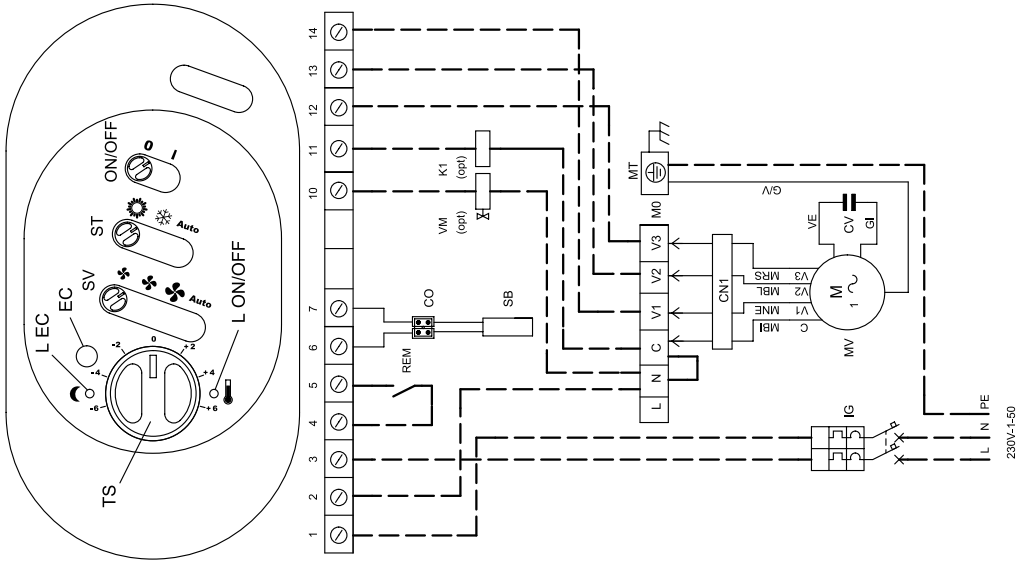 ON/OFF
0
I
ST
Auto
SV
Auto
EC
L EC
L ON/OFF
-6
-4
-2
0
+2
+4
+6
TS
1
2
3
4
5
6
7
10
11
12
13
14
REM
CO
SB
VM
(opt)
K1
(opt)
L
N
C
V1
V2
V3
M0
MT
G/V
CN1
MBI
MNE
MBL
MRS
C
V1
V2
V3
M
1
MV
VE
CV
GI
IG
L
N
PE
230V-1-50